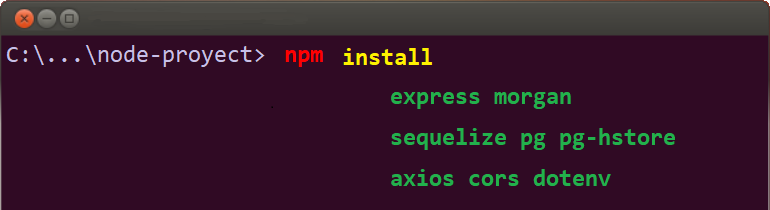 C:\...\node-proyect> npm install
express morgan
sequelize pg pg-hstore
axios cors dotenv